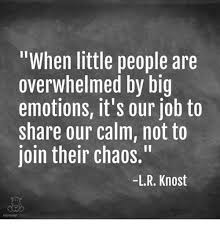 "When little people are
overwhelmed by big
emotions, it's our job to
share our calm, not to
join their chaos."
-L.R. Knost